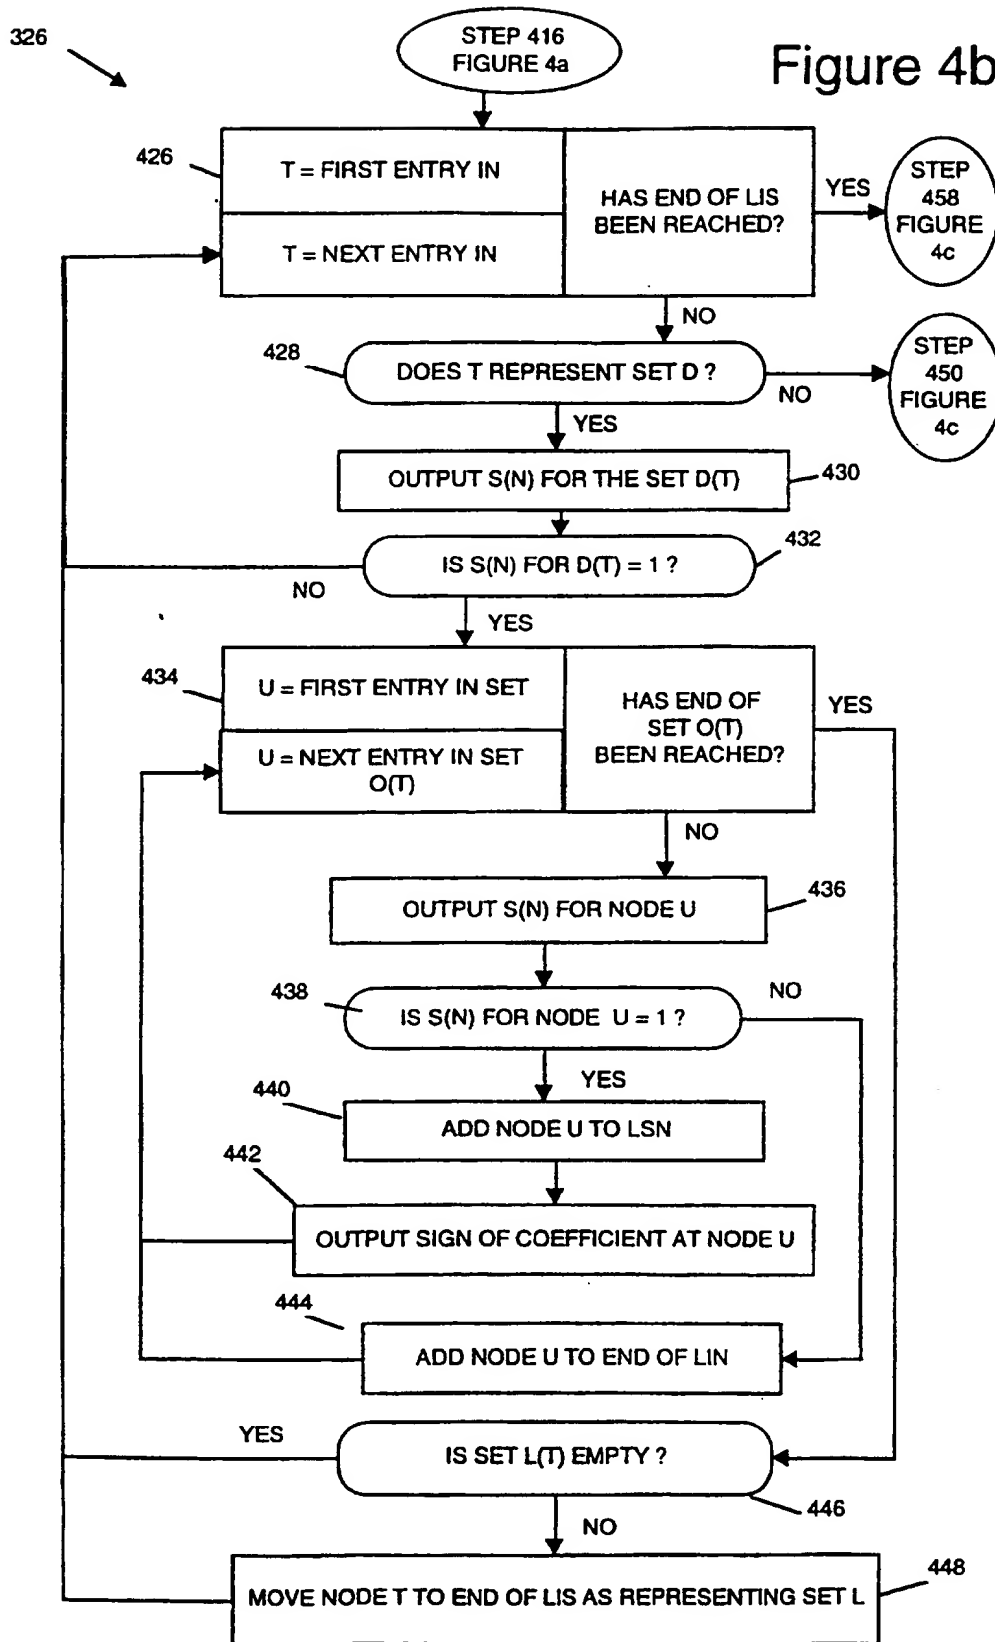 326
STEP 416
FIGURE 4a
Figure 4b
426
T = FIRST ENTRY IN
T = NEXT ENTRY IN
HAS END OF LIS
BEEN REACHED?
YES
STEP
458
FIGURE
4c
NO
428
DOES T REPRESENT SET D ?
NO
STEP
450
FIGURE
4c
YES
OUTPUT S(N) FOR THE SET D(T)
430
IS S(N) FOR D(T) = 1 ?
432
NO
YES
434
U = FIRST ENTRY IN SET
U = NEXT ENTRY IN SET
O(T)
HAS END OF
SET O(T)
BEEN REACHED?
YES
NO
OUTPUT S(N) FOR NODE U
436
438
IS S(N) FOR NODE U = 1 ?
NO
YES
440
ADD NODE U TO LSN
442
OUTPUT SIGN OF COEFFICIENT AT NODE U
444
ADD NODE U TO END OF LIN
YES
IS SET L(T) EMPTY ?
446
NO
MOVE NODE T TO END OF LIS AS REPRESENTING SET L
448